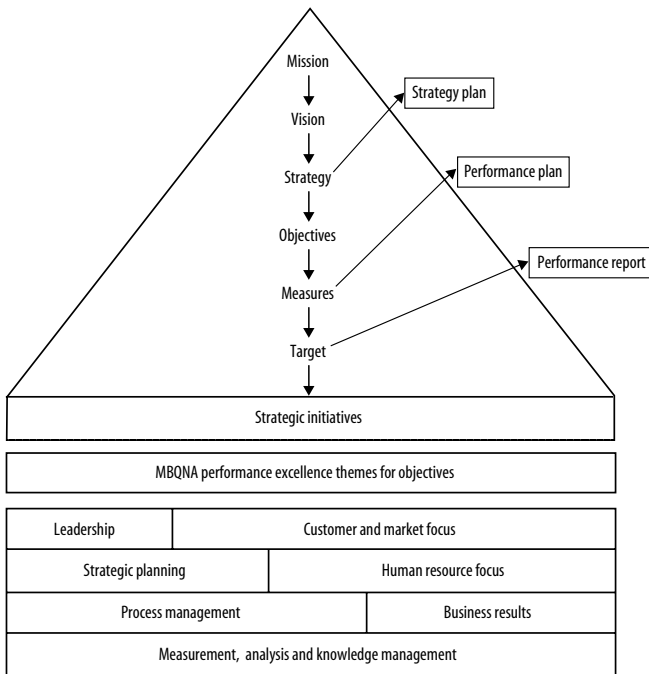 Mission
Strategy plan
Vision
Performance plan
Strategy
Objectives
Performance report
Measures
Target
Strategic initiatives
MBQNA performance excellence themes for objectives
Leadership
Customer and market focus
Strategic planning
Human resource focus
Process management
Business results
Measurement, analysis and knowledge management